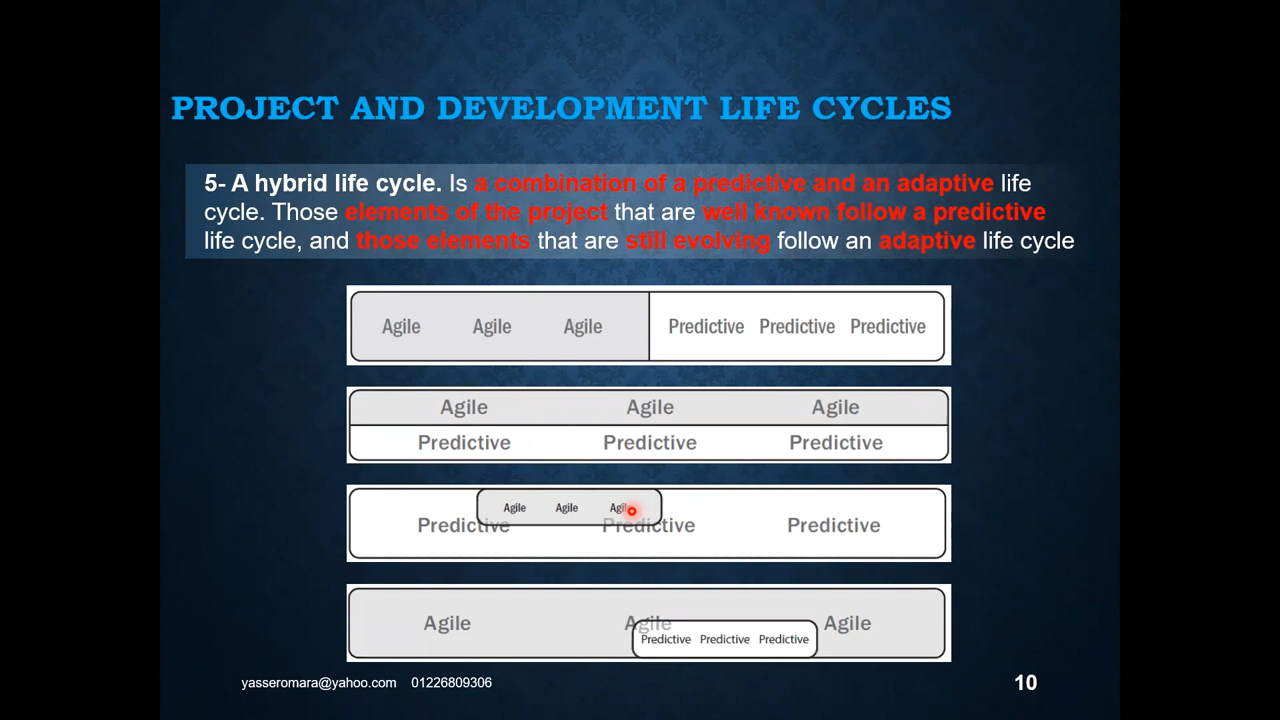 PROJECT AND DEVELOPMENT LIFE CYCLES
5- A hybrid life cycle. Is a combination of a predictive and an adaptive life
cycle. Those elements of the project that are well known follow a predictive
life cycle, and those elements that are still evolving follow an adaptive life cycle
Agile Agile Agile Predictive Predictive Predictive
Agile Agile Agile
Predictive Predictive Predictive
Agile Agile Agile
Predictive Predictive Predictive
Agile Agile Agile
Predictive Predictive Predictive
yasseromara@yahoo.com 01226809306
10